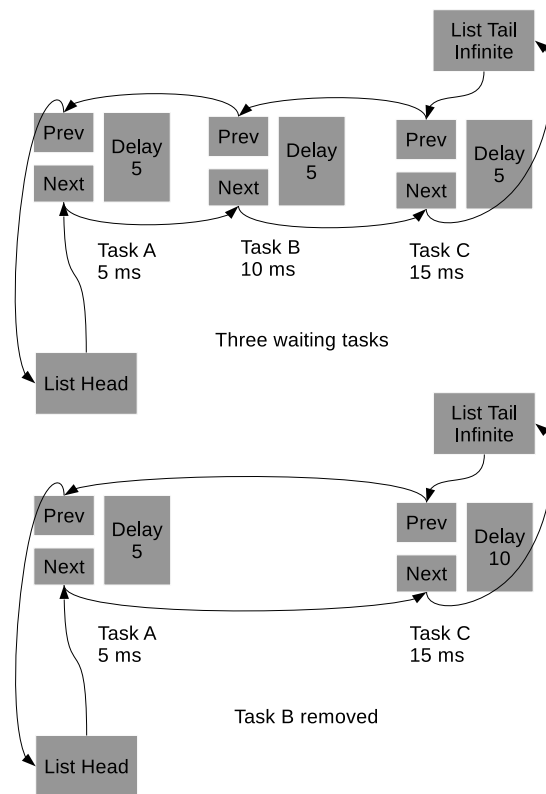 List Tail
Infinite
Prev
Delay
5
Next
Prev
Delay
5
Next
Prev
Delay
5
Next
Task A
5 ms
Task B
10 ms
Task C
15 ms
Three waiting tasks
List Head
List Tail
Infinite
Prev
Delay
5
Next
Prev
Delay
10
Next
Task A
5 ms
Task C
15 ms
Task B removed
List Head